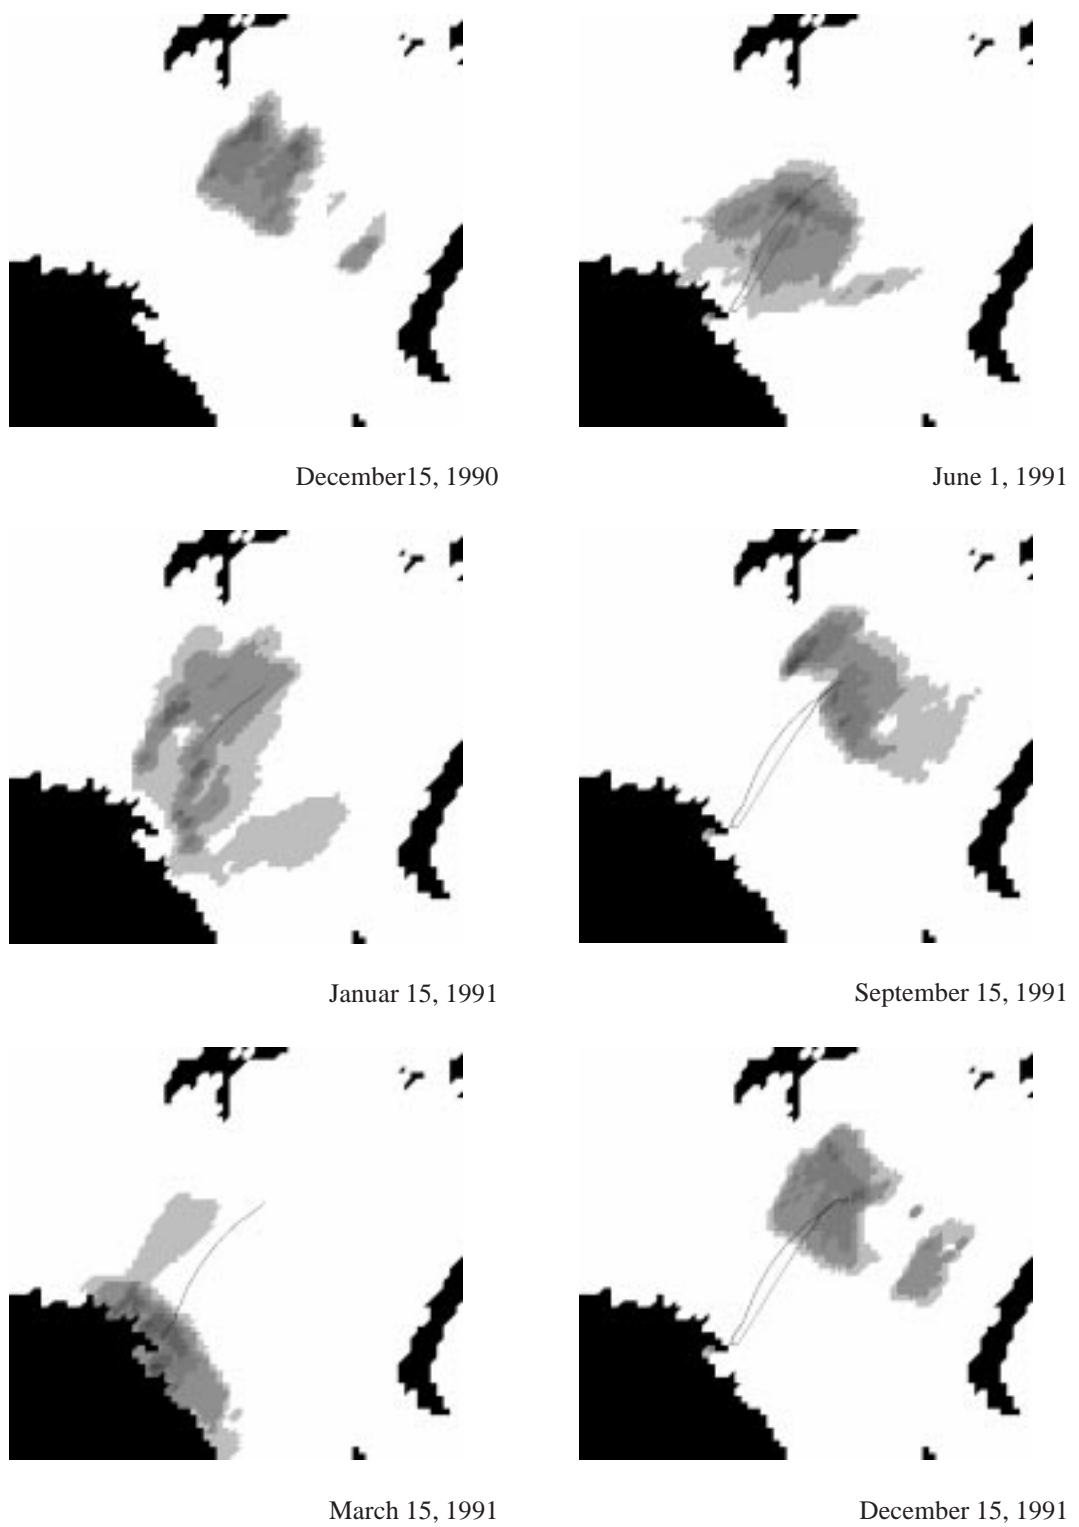 December15, 1990
June 1, 1991
Januar 15, 1991
September 15, 1991
March 15, 1991
December 15, 1991